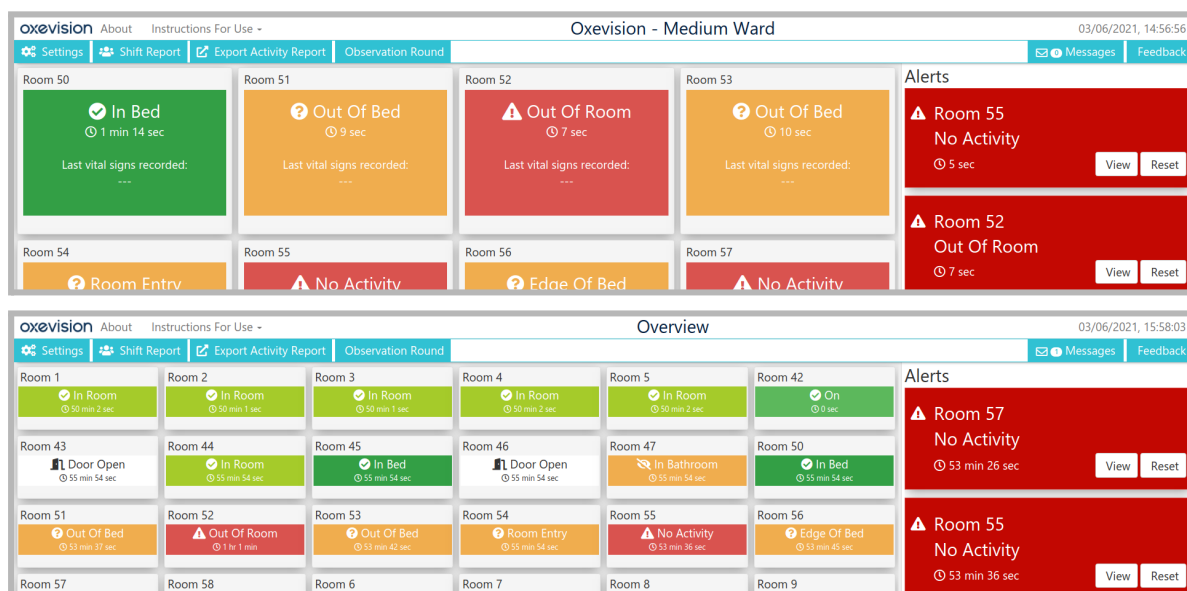 oxevision About Instructions For Use
Oxevision - Medium Ward
03/06/2021, 14:56:56
Settings Shift Report Export Activity Report Observation Round
0 Messages Feedback
Room 50 Room 51 Room 52 Room 53
In Bed Out Of Bed Out Of Room Out Of Bed
1 min 14 sec 9 sec 7 sec 10 sec
Last vital signs recorded: Last vital signs recorded: Last vital signs recorded: Last vital signs recorded:
--- --- --- ---
Room 54 Room 55 Room 56 Room 57
Room Entry No Activity Edge Of Bed No Activity
Alerts
Room 55
No Activity
5 sec View Reset
Room 52
Out Of Room
7 sec View Reset
oxevision About Instructions For Use
Overview
03/06/2021, 15:58:03
Settings Shift Report Export Activity Report Observation Round
1 Messages Feedback
Room 1 Room 2 Room 3 Room 4 Room 5 Room 42
In Room In Room In Room In Room In Room On
50 min 2 sec 50 min 1 sec 50 min 1 sec 50 min 2 sec 50 min 2 sec 0 sec
Room 43 Room 44 Room 45 Room 46 Room 47 Room 50
Door Open In Room In Bed Door Open In Bathroom In Bed
55 min 54 sec 55 min 54 sec 55 min 54 sec 55 min 54 sec 55 min 54 sec 55 min 54 sec
Room 51 Room 52 Room 53 Room 54 Room 55 Room 56
Out Of Bed Out Of Room Out Of Bed Room Entry No Activity Edge Of Bed
53 min 37 sec 1 hr 1 min 53 min 42 sec 55 min 54 sec 53 min 36 sec 53 min 45 sec
Room 57 Room 58 Room 6 Room 7 Room 8 Room 9
Alerts
Room 57
No Activity
53 min 26 sec View Reset
Room 55
No Activity
53 min 36 sec View Reset